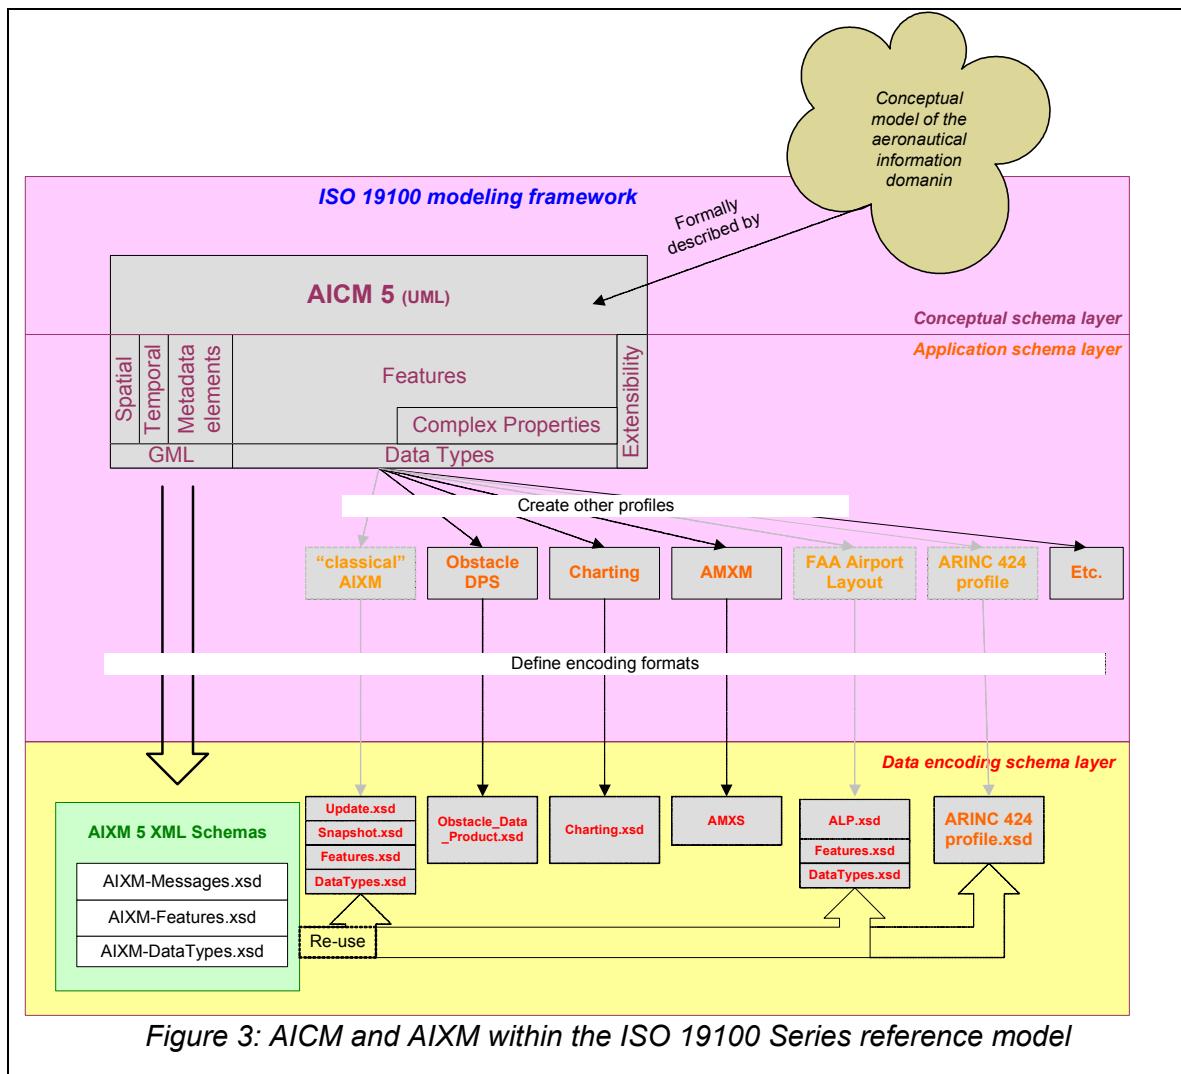 Conceptual
model of the
aeronautical
information
domanin
ISO 19100 modeling framework
Formally
described by
AICM 5 (UML)
Conceptual schema layer
Application schema layer
Spatial
Temporal
Metadata
elements
Features
Complex Properties
Extensibility
GML
Data Types
Create other profiles
“classical”
AIXM
Obstacle
DPS
Charting
AMXM
FAA Airport
Layout
ARINC 424
profile
Etc.
Define encoding formats
Data encoding schema layer
AIXM 5 XML Schemas
AIXM-Messages.xsd
AIXM-Features.xsd
AIXM-DataTypes.xsd
Update.xsd
Snapshot.xsd
Features.xsd
DataTypes.xsd
Obstacle_Data
_Product.xsd
Charting.xsd
AMXS
ALP.xsd
Features.xsd
DataTypes.xsd
ARINC 424
profile.xsd
Re-use
Figure 3: AICM and AIXM within the ISO 19100 Series reference model